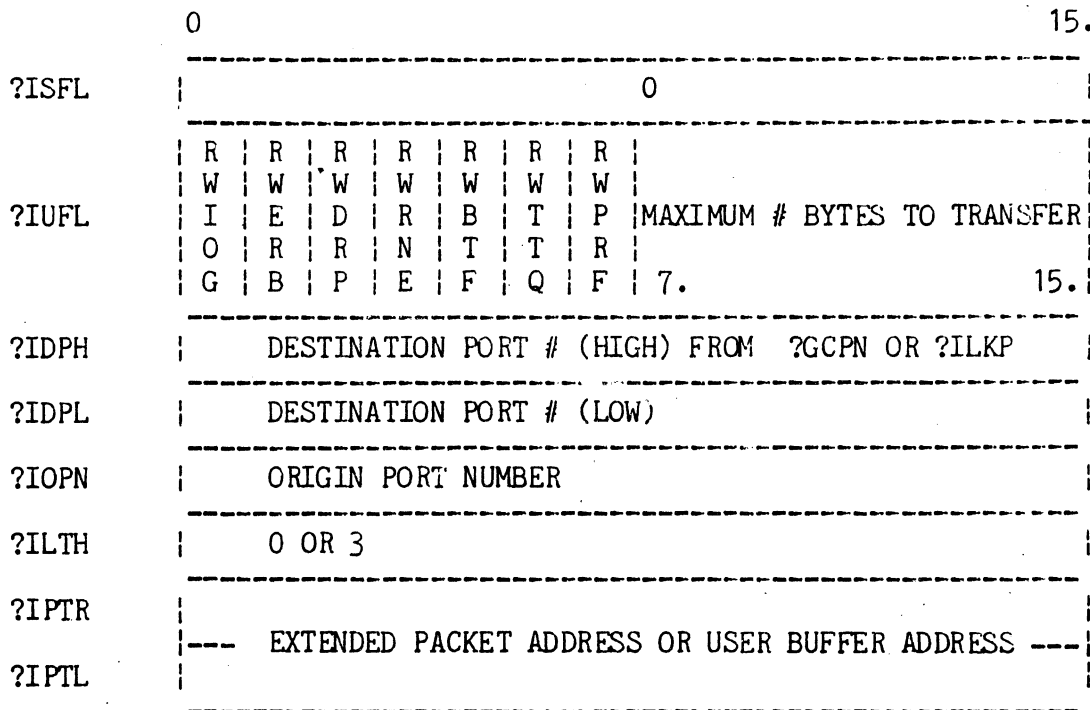 0 15.
?ISFL 0
R R R R R R R
W W W W W W W
?IUFL I E D R B T P MAXIMUM # BYTES TO TRANSFER
O R R N T T R
G B P E F Q F 7. 15.
?IDPH DESTINATION PORT # (HIGH) FROM ?GCPN OR ?ILKP
?IDPL DESTINATION PORT # (LOW)
?IOPN ORIGIN PORT NUMBER
?ILTH 0 OR 3
?IPTR
--- EXTENDED PACKET ADDRESS OR USER BUFFER ADDRESS ---
?IPTL